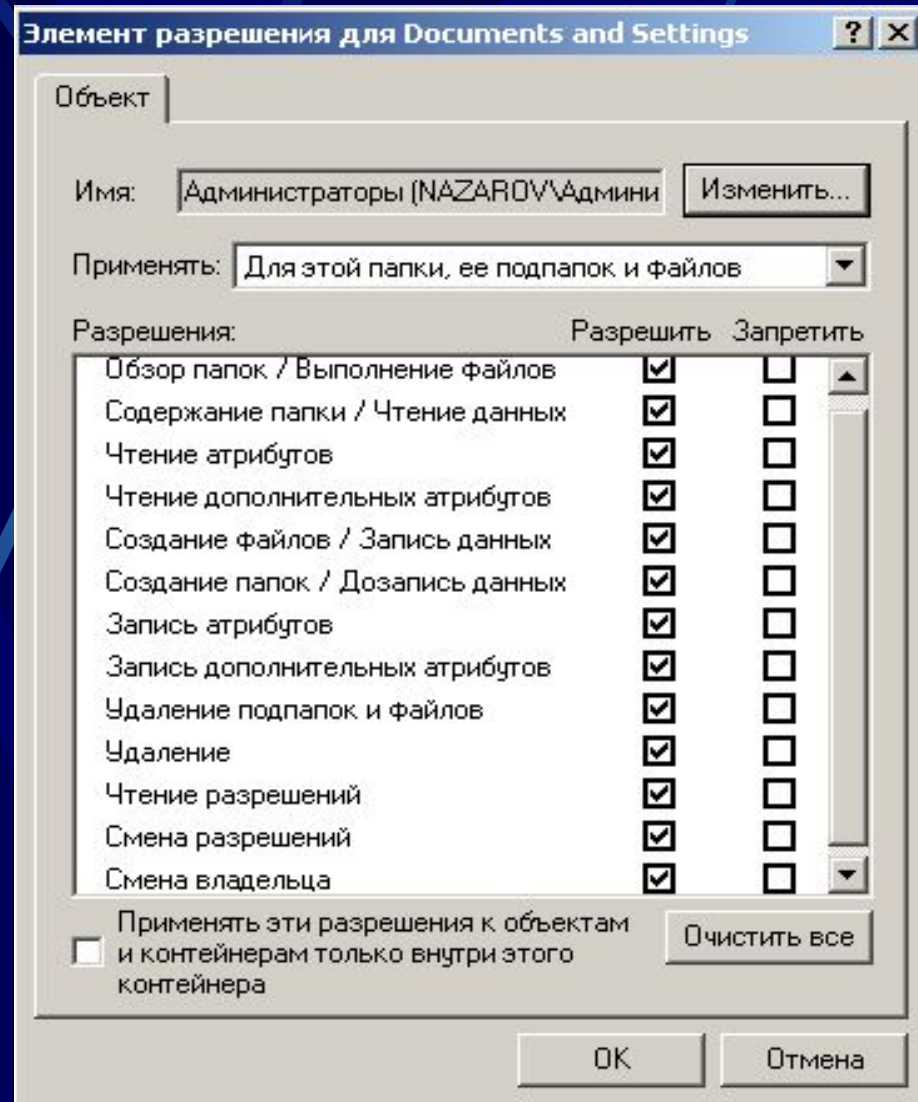 Элемент разрешения для Documents and Settings
Объект
Имя: Администраторы (NAZAROV\Админи Изменить...
Применять: Для этой папки, ее подпапок и файлов
Разрешения: Разрешить Запретить
Обзор папок / Выполнение файлов
Содержание папки / Чтение данных
Чтение атрибутов
Чтение дополнительных атрибутов
Создание файлов / Запись данных
Создание папок / Дозапись данных
Запись атрибутов
Запись дополнительных атрибутов
Удаление подпапок и файлов
Удаление
Чтение разрешений
Смена разрешений
Смена владельца
Применять эти разрешения к объектам
и контейнерам только внутри этого
контейнера
Очистить все
OK Отмена